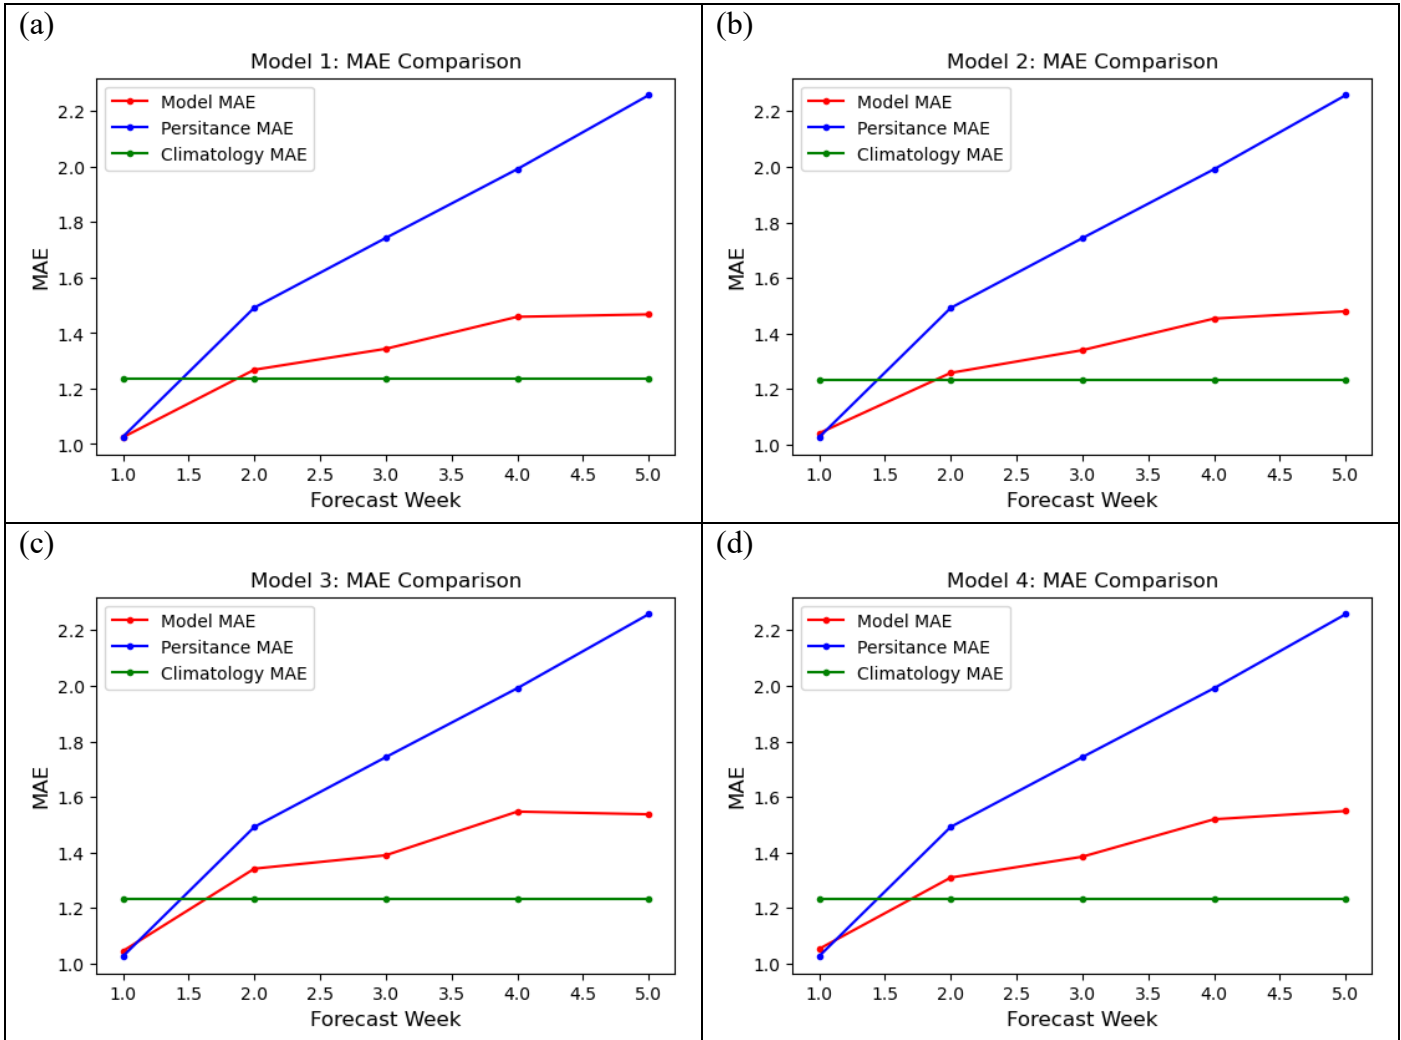 (a)
Model 1: MAE Comparison
Model MAE
Persitance MAE
Climatology MAE
2.2
2.0
1.8
1.6
1.4
1.2
1.0
MAE
1.0 1.5 2.0 2.5 3.0 3.5 4.0 4.5 5.0
Forecast Week
(b)
Model 2: MAE Comparison
Model MAE
Persitance MAE
Climatology MAE
2.2
2.0
1.8
1.6
1.4
1.2
1.0
MAE
1.0 1.5 2.0 2.5 3.0 3.5 4.0 4.5 5.0
Forecast Week
(c)
Model 3: MAE Comparison
Model MAE
Persitance MAE
Climatology MAE
2.2
2.0
1.8
1.6
1.4
1.2
1.0
MAE
1.0 1.5 2.0 2.5 3.0 3.5 4.0 4.5 5.0
Forecast Week
(d)
Model 4: MAE Comparison
Model MAE
Persitance MAE
Climatology MAE
2.2
2.0
1.8
1.6
1.4
1.2
1.0
MAE
1.0 1.5 2.0 2.5 3.0 3.5 4.0 4.5 5.0
Forecast Week